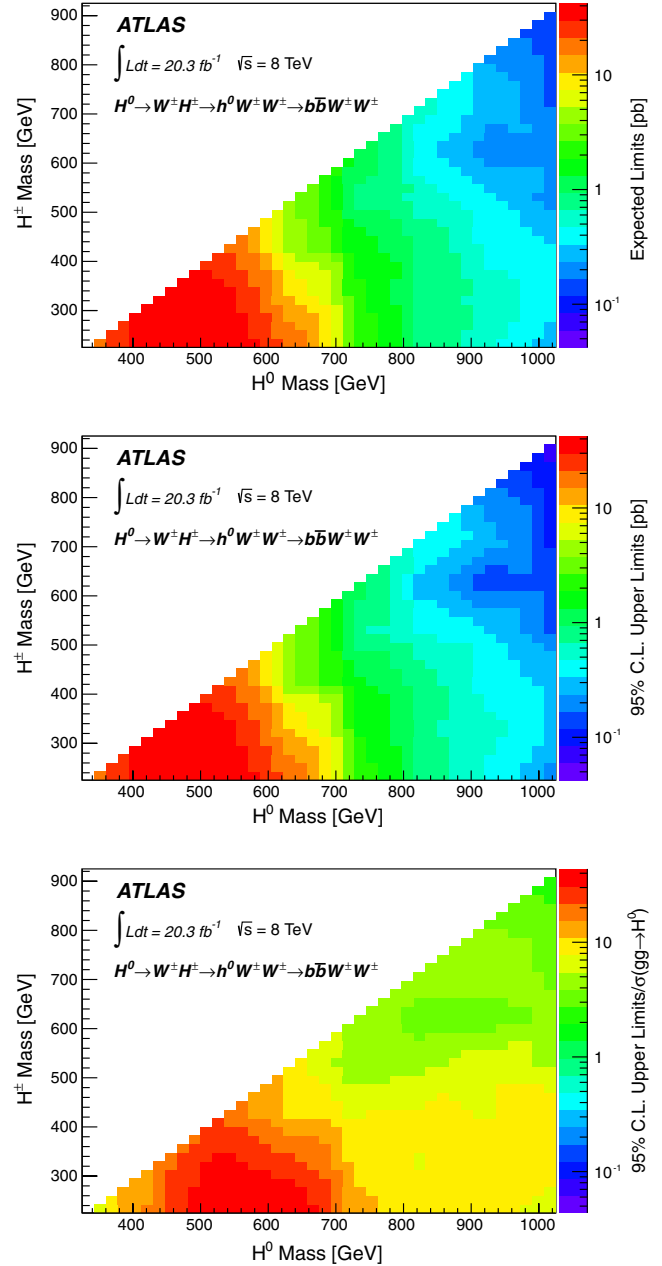 ATLAS
∫ Ldt = 20.3 fb⁻¹ √s = 8 TeV
H⁰→W±H±→h⁰W±W±→bb̅W±W±
900
800
700
600
500
400
300
H± Mass [GeV]
400 500 600 700 800 900 1000
H⁰ Mass [GeV]
10
1
10⁻¹
Expected Limits [pb]
ATLAS
∫ Ldt = 20.3 fb⁻¹ √s = 8 TeV
H⁰→W±H±→h⁰W±W±→bb̅W±W±
900
800
700
600
500
400
300
H± Mass [GeV]
400 500 600 700 800 900 1000
H⁰ Mass [GeV]
10
1
10⁻¹
95% C.L. Upper Limits [pb]
ATLAS
∫ Ldt = 20.3 fb⁻¹ √s = 8 TeV
H⁰→W±H±→h⁰W±W±→bb̅W±W±
900
800
700
600
500
400
300
H± Mass [GeV]
400 500 600 700 800 900 1000
H⁰ Mass [GeV]
10
1
10⁻¹
95% C.L. Upper Limits/σ(gg→H⁰)